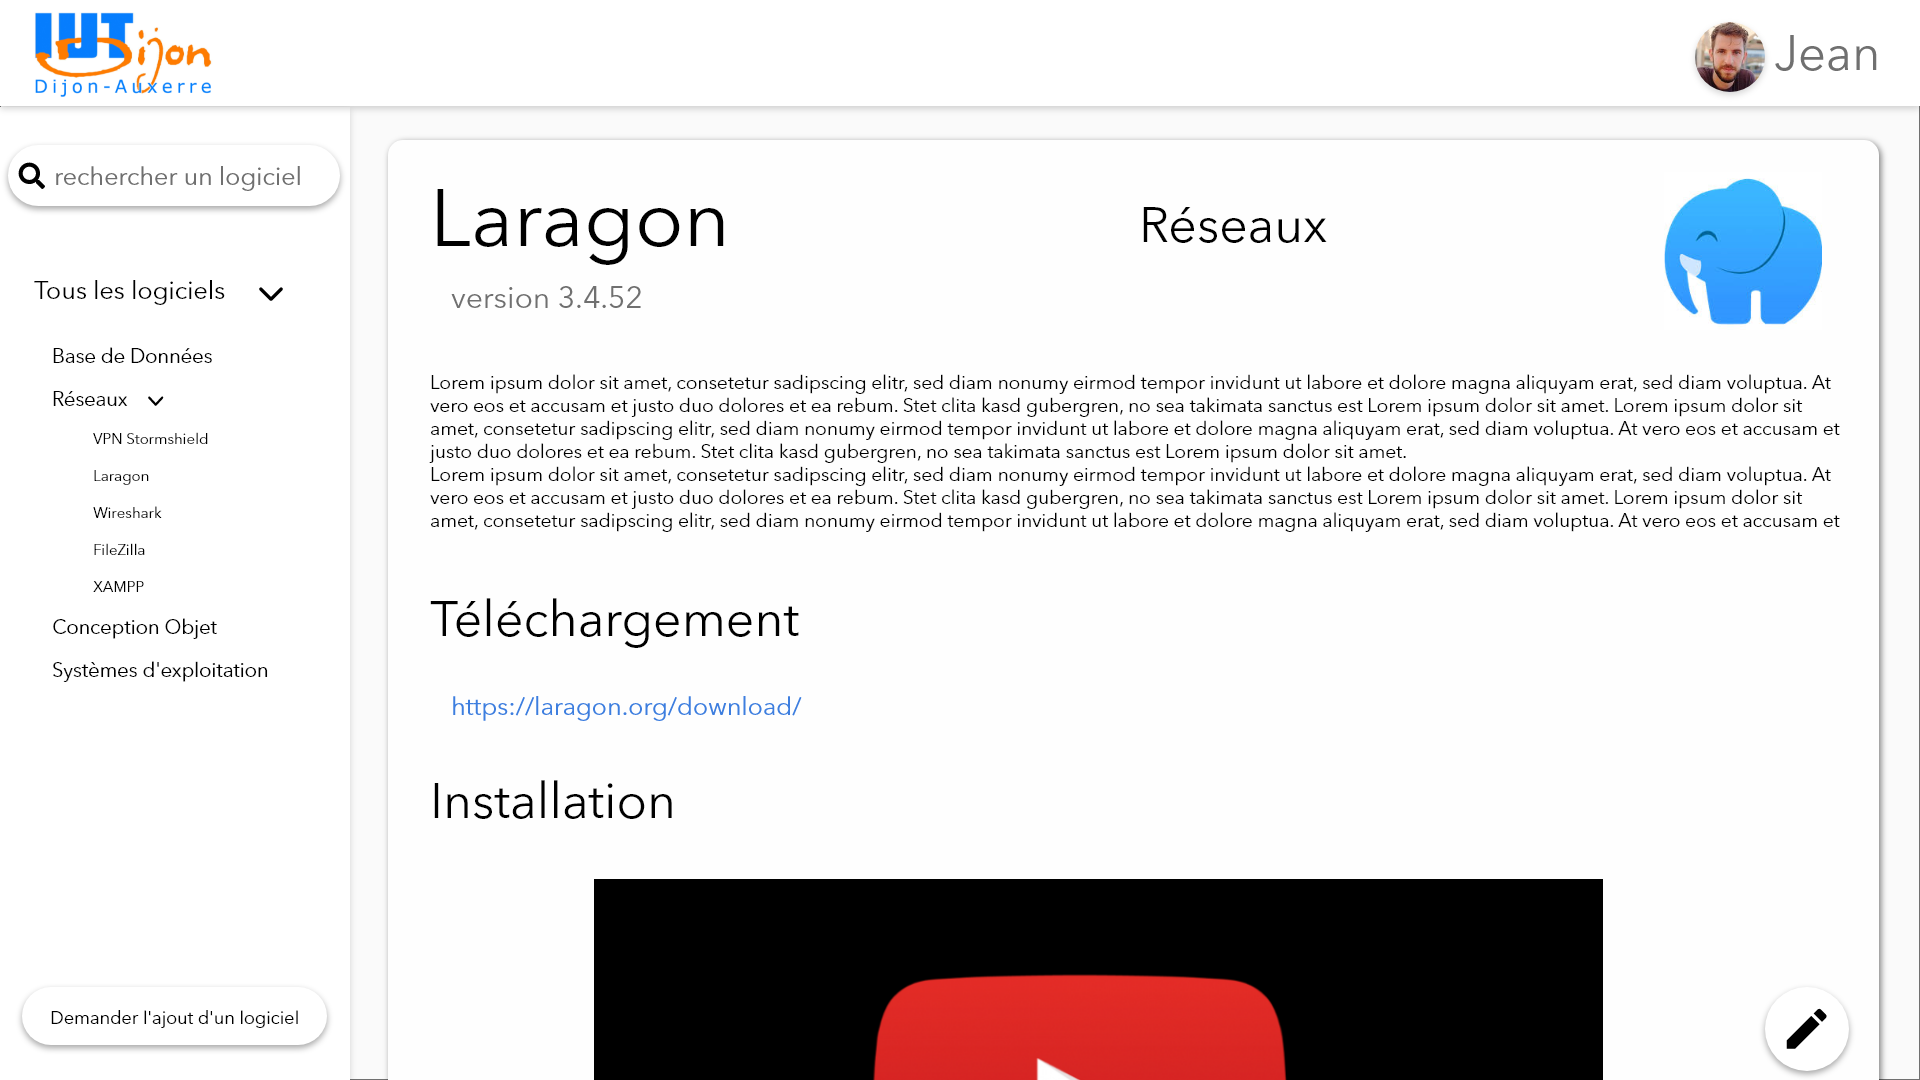 IUT Dijon
Dijon-Auxerre
Jean
rechercher un logiciel
Tous les logiciels
Base de Données
Réseaux
VPN Stormshield
Laragon
Wireshark
FileZilla
XAMPP
Conception Objet
Systèmes d'exploitation
Demander l'ajout d'un logiciel
Laragon
Réseaux
version 3.4.52
Lorem ipsum dolor sit amet, consetetur sadipscing elitr, sed diam nonumy eirmod tempor invidunt ut labore et dolore magna aliquyam erat, sed diam voluptua. At
vero eos et accusam et justo duo dolores et ea rebum. Stet clita kasd gubergren, no sea takimata sanctus est Lorem ipsum dolor sit amet. Lorem ipsum dolor sit
amet, consetetur sadipscing elitr, sed diam nonumy eirmod tempor invidunt ut labore et dolore magna aliquyam erat, sed diam voluptua. At vero eos et accusam et
justo duo dolores et ea rebum. Stet clita kasd gubergren, no sea takimata sanctus est Lorem ipsum dolor sit amet.
Lorem ipsum dolor sit amet, consetetur sadipscing elitr, sed diam nonumy eirmod tempor invidunt ut labore et dolore magna aliquyam erat, sed diam voluptua. At
vero eos et accusam et justo duo dolores et ea rebum. Stet clita kasd gubergren, no sea takimata sanctus est Lorem ipsum dolor sit amet. Lorem ipsum dolor sit
amet, consetetur sadipscing elitr, sed diam nonumy eirmod tempor invidunt ut labore et dolore magna aliquyam erat, sed diam voluptua. At vero eos et accusam et
Téléchargement
https://laragon.org/download/
Installation